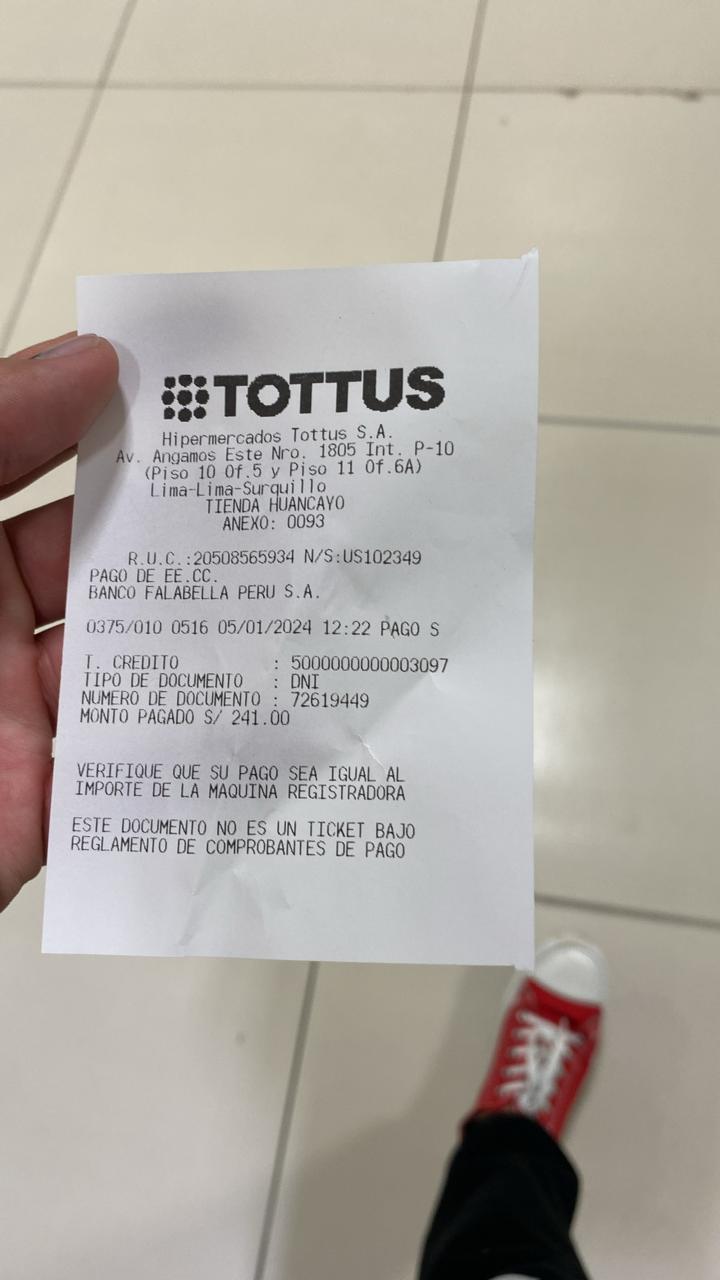 TOTTUS
Hipermercados Tottus S.A.
Av. Angamos Este Nro. 1805 Int. P-10
(Piso 10 Of.5 y Piso 11 Of.6A)
Lima-Lima-Surquillo
TIENDA HUANCAYO
ANEXO: 0093
R.U.C.:20508565934 N/S:US102349
PAGO DE EE.CC.
BANCO FALABELLA PERU S.A.
0375/010 0516 05/01/2024 12:22 PAGO S
T. CREDITO : 5000000000003097
TIPO DE DOCUMENTO : DNI
NUMERO DE DOCUMENTO : 72619449
MONTO PAGADO S/ 241.00
VERIFIQUE QUE SU PAGO SEA IGUAL AL
IMPORTE DE LA MAQUINA REGISTRADORA
ESTE DOCUMENTO NO ES UN TICKET BAJO
REGLAMENTO DE COMPROBANTES DE PAGO